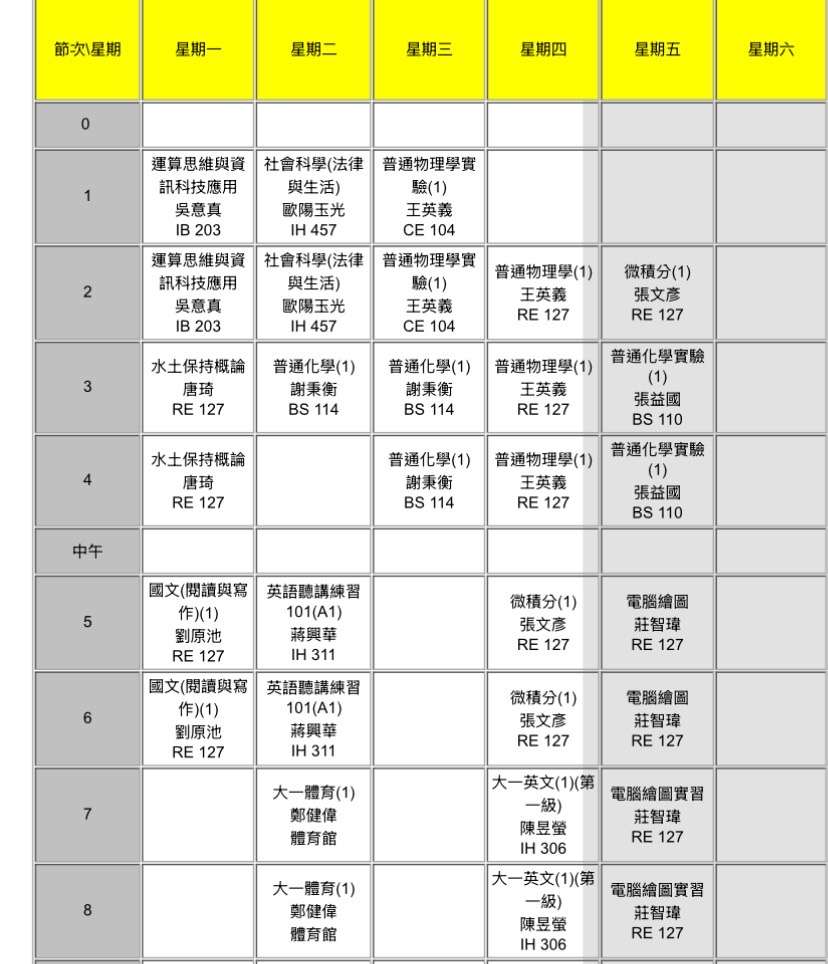 節次\星期 星期一 星期二 星期三 星期四 星期五 星期六
0
1
運算思維與資
訊科技應用
吳意真
IB 203
社會科學(法律
與生活)
歐陽玉光
IH 457
普通物理學實
驗(1)
王英義
CE 104
2
運算思維與資
訊科技應用
吳意真
IB 203
社會科學(法律
與生活)
歐陽玉光
IH 457
普通物理學實
驗(1)
王英義
CE 104
普通物理學(1)
王英義
RE 127
微積分(1)
張文彥
RE 127
3
水土保持概論
唐琦
RE 127
普通化學(1)
謝秉衡
BS 114
普通化學(1)
謝秉衡
BS 114
普通物理學(1)
王英義
RE 127
普通化學實驗
(1)
張益國
BS 110
4
水土保持概論
唐琦
RE 127
普通化學(1)
謝秉衡
BS 114
普通物理學(1)
王英義
RE 127
普通化學實驗
(1)
張益國
BS 110
中午
5
國文(閱讀與寫
作)(1)
劉原池
RE 127
英語聽講練習
101(A1)
蔣興華
IH 311
微積分(1)
張文彥
RE 127
電腦繪圖
莊智瑋
RE 127
6
國文(閱讀與寫
作)(1)
劉原池
RE 127
英語聽講練習
101(A1)
蔣興華
IH 311
微積分(1)
張文彥
RE 127
電腦繪圖
莊智瑋
RE 127
7
大一體育(1)
鄭健偉
體育館
大一英文(1)(第
一級)
陳昱螢
IH 306
電腦繪圖實習
莊智瑋
RE 127
8
大一體育(1)
鄭健偉
體育館
大一英文(1)(第
一級)
陳昱螢
IH 306
電腦繪圖實習
莊智瑋
RE 127